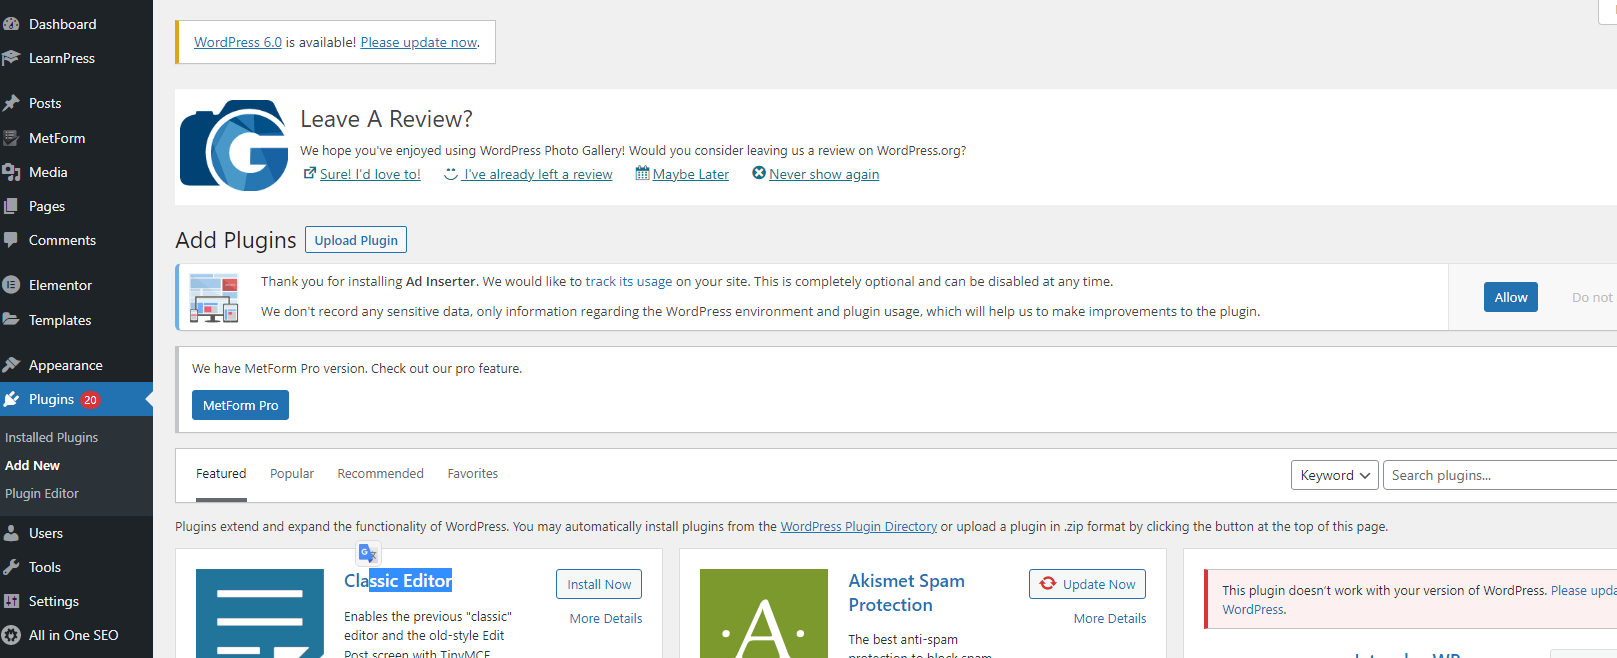 Dashboard
LearnPress
Posts
MetForm
Media
Pages
Comments
Elementor
Templates
Appearance
Plugins 20
Installed Plugins
Add New
Plugin Editor
Users
Tools
Settings
All in One SEO
WordPress 6.0 is available! Please update now.
G
Leave A Review?
We hope you've enjoyed using WordPress Photo Gallery! Would you consider leaving us a review on WordPress.org?
Sure! I'd love to! I've already left a review Maybe Later Never show again
Add Plugins Upload Plugin
Thank you for installing Ad Inserter. We would like to track its usage on your site. This is completely optional and can be disabled at any time.
We don't record any sensitive data, only information regarding the WordPress environment and plugin usage, which will help us to make improvements to the plugin.
Allow Do not
We have MetForm Pro version. Check out our pro feature.
MetForm Pro
Featured Popular Recommended Favorites
Keyword Search plugins...
Plugins extend and expand the functionality of WordPress. You may automatically install plugins from the WordPress Plugin Directory or upload a plugin in .zip format by clicking the button at the top of this page.
Classic Editor
Install Now
More Details
Enables the previous "classic"
editor and the old-style Edit
Post screen with TinyMCE
A
Akismet Spam
Protection
Update Now
More Details
The best anti-spam
protection to block spam
This plugin doesn't work with your version of WordPress. Please upda
WordPress.